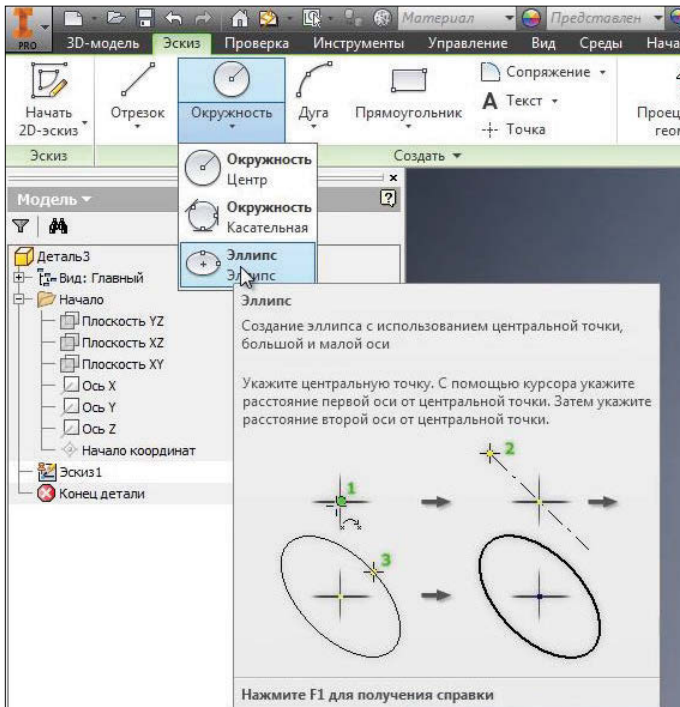 PRO
Материал
Представлен
3D-модель Эскиз Проверка Инструменты Управление Вид Среды Нача
Начать
2D-эскиз
Отрезок
Окружность
Дуга
Прямоугольник
Сопряжение
A Текст
Точка
Проец
геом
Эскиз
Создать
Окружность
Центр
Окружность
Касательная
Эллипс
Эллипс
Модель
Деталь3
Вид: Главный
Начало
Плоскость YZ
Плоскость XZ
Плоскость XY
Ось X
Ось Y
Ось Z
Начало координат
Эскиз1
Конец детали
Эллипс
Создание эллипса с использованием центральной точки,
большой и малой оси
Укажите центральную точку. С помощью курсора укажите
расстояние первой оси от центральной точки. Затем укажите
расстояние второй оси от центральной точки.
1
2
3
Нажмите F1 для получения справки